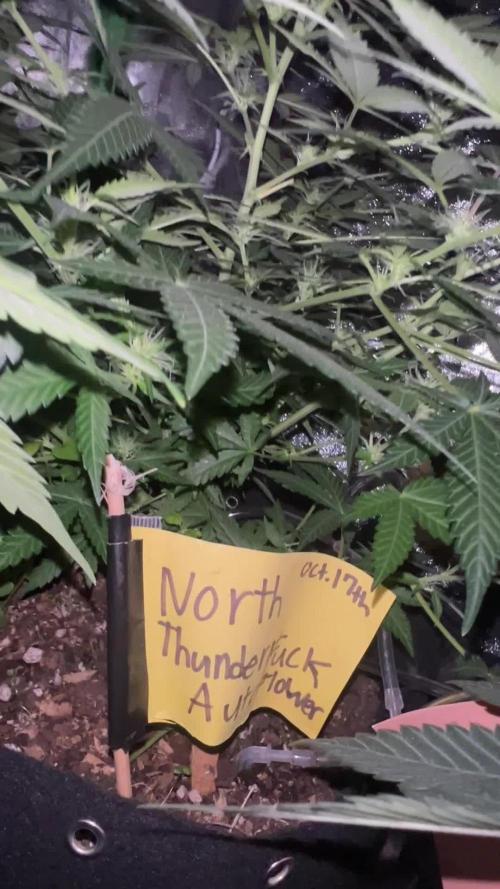 Oct. 17th
North
Thunderfuck
Autoflower